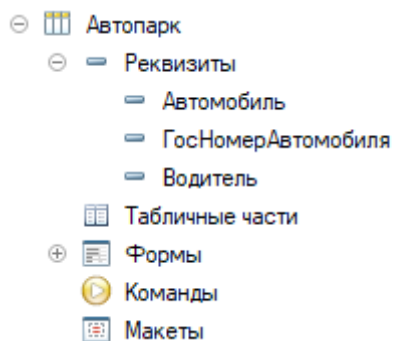 Автопарк
Реквизиты
Автомобиль
ГосНомерАвтомобиля
Водитель
Табличные части
Формы
Команды
Макеты